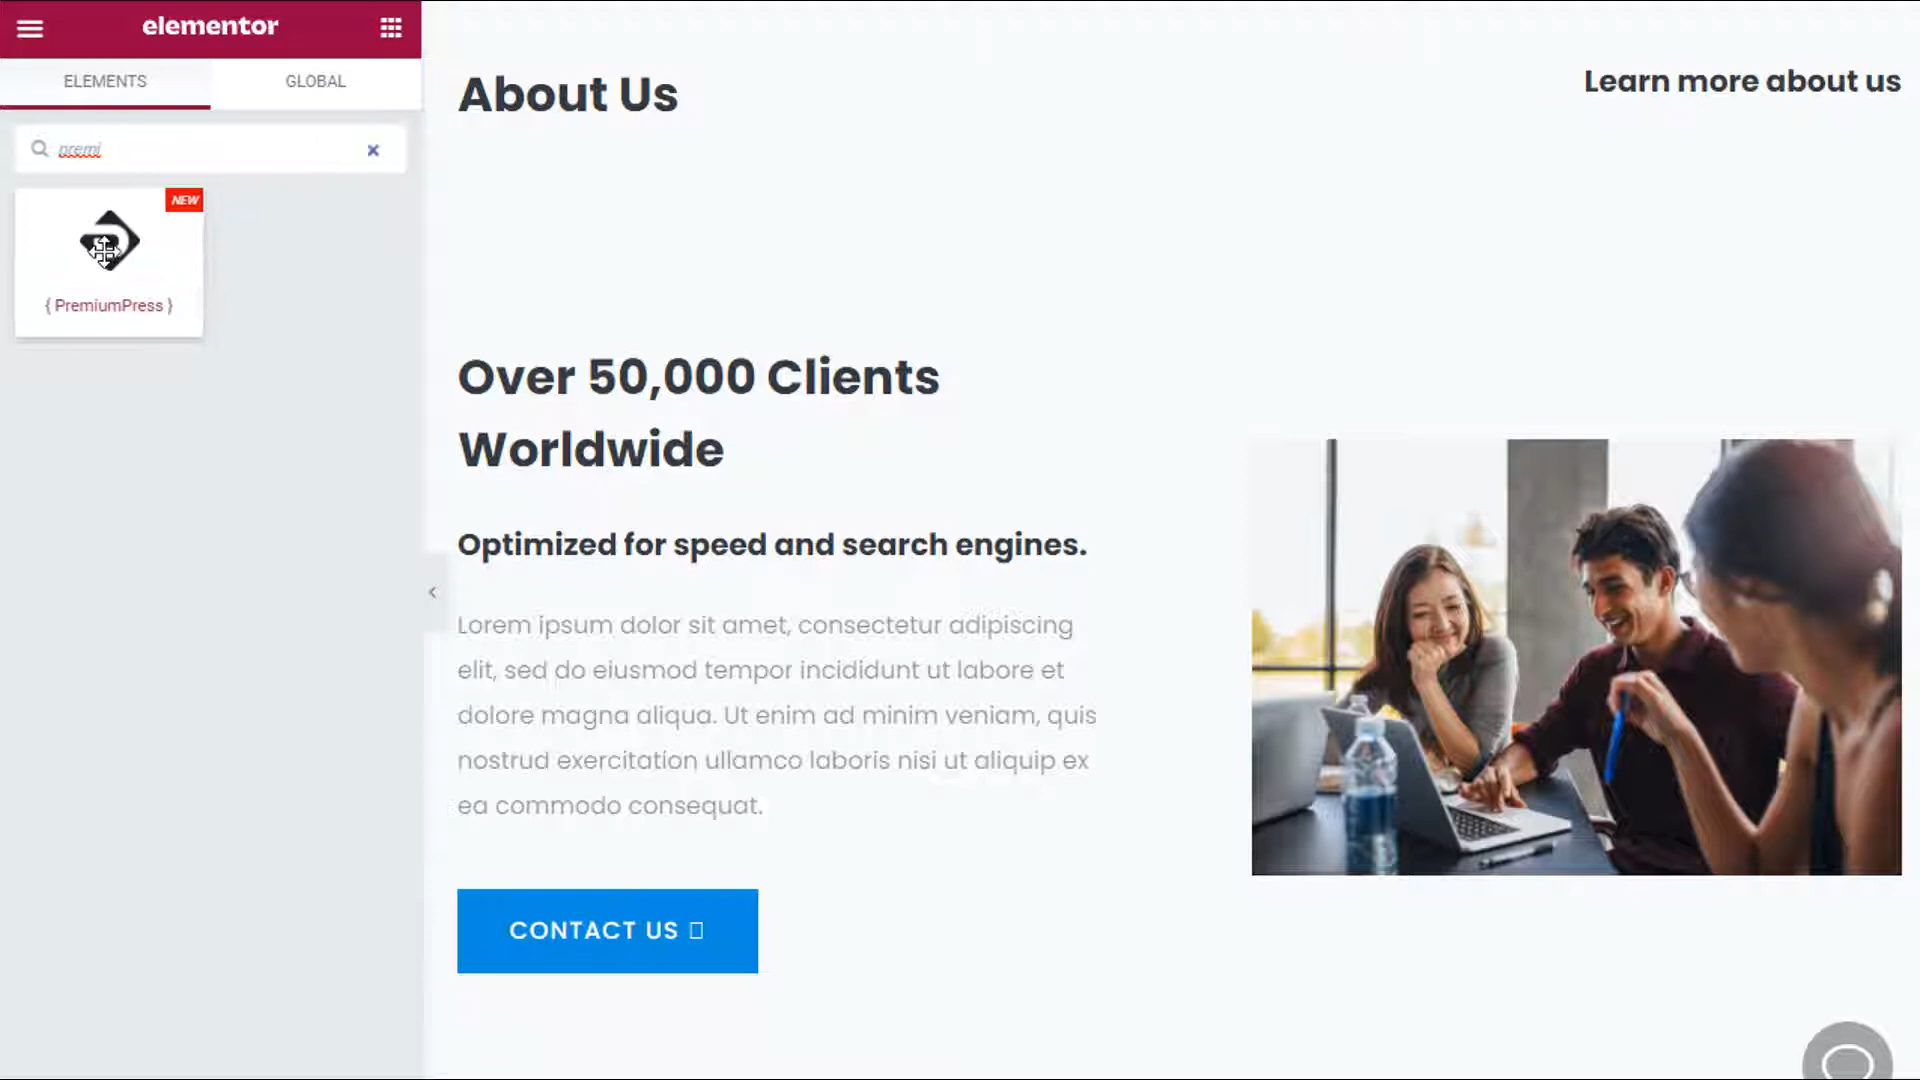 elementor
ELEMENTS
GLOBAL
premi
NEW
{ PremiumPress }
About Us
Learn more about us
Over 50,000 Clients
Worldwide
Optimized for speed and search engines.
Lorem ipsum dolor sit amet, consectetur adipiscing
elit, sed do eiusmod tempor incididunt ut labore et
dolore magna aliqua. Ut enim ad minim veniam, quis
nostrud exercitation ullamco laboris nisi ut aliquip ex
ea commodo consequat.
CONTACT US